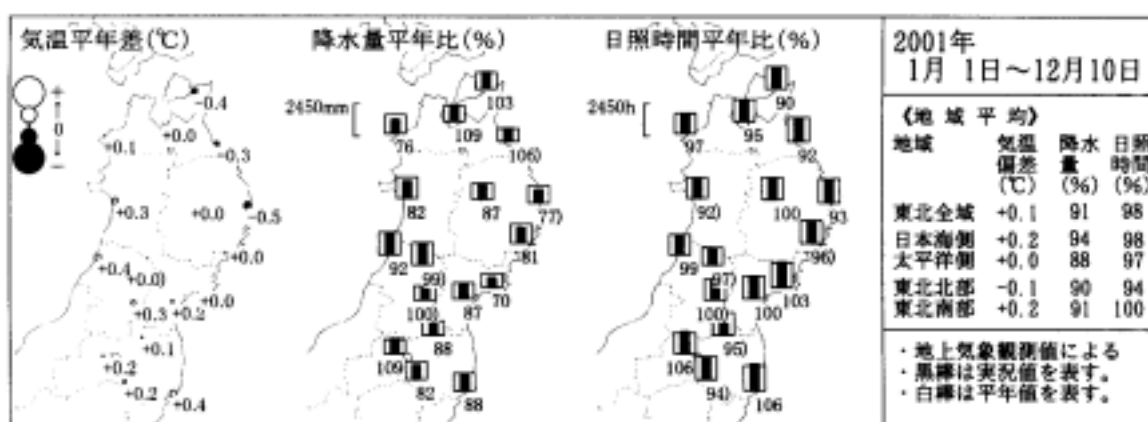 気温平年差(℃)
+
0
−
-0.4
+0.0
+0.1
-0.3
+0.3
+0.0
-0.5
+0.0
+0.4
+0.0)
+0.0
+0.3
+0.2
+0.1
+0.2
+0.2
+0.4
降水量平年比(%)
2450mm
103
109
76
106)
82
87
77)
81
92
99)
70
100)
87
88
109
82
88
日照時間平年比(%)
2450h
90
95
97
92
92)
100
93
96)
99
97)
103
100)
100
95)
106
94)
106
2001年
1月 1日～12月10日
《地 域 平 均》
地域 気温 降水 日照
偏差 量 時間
(℃) (%) (%)
東北全域 +0.1 91 98
日本海側 +0.2 94 98
太平洋側 +0.0 88 97
東北北部 -0.1 90 94
東北南部 +0.2 91 100
・地上気象観測値による
・黒棒は実況値を表す。
・白棒は平年値を表す。